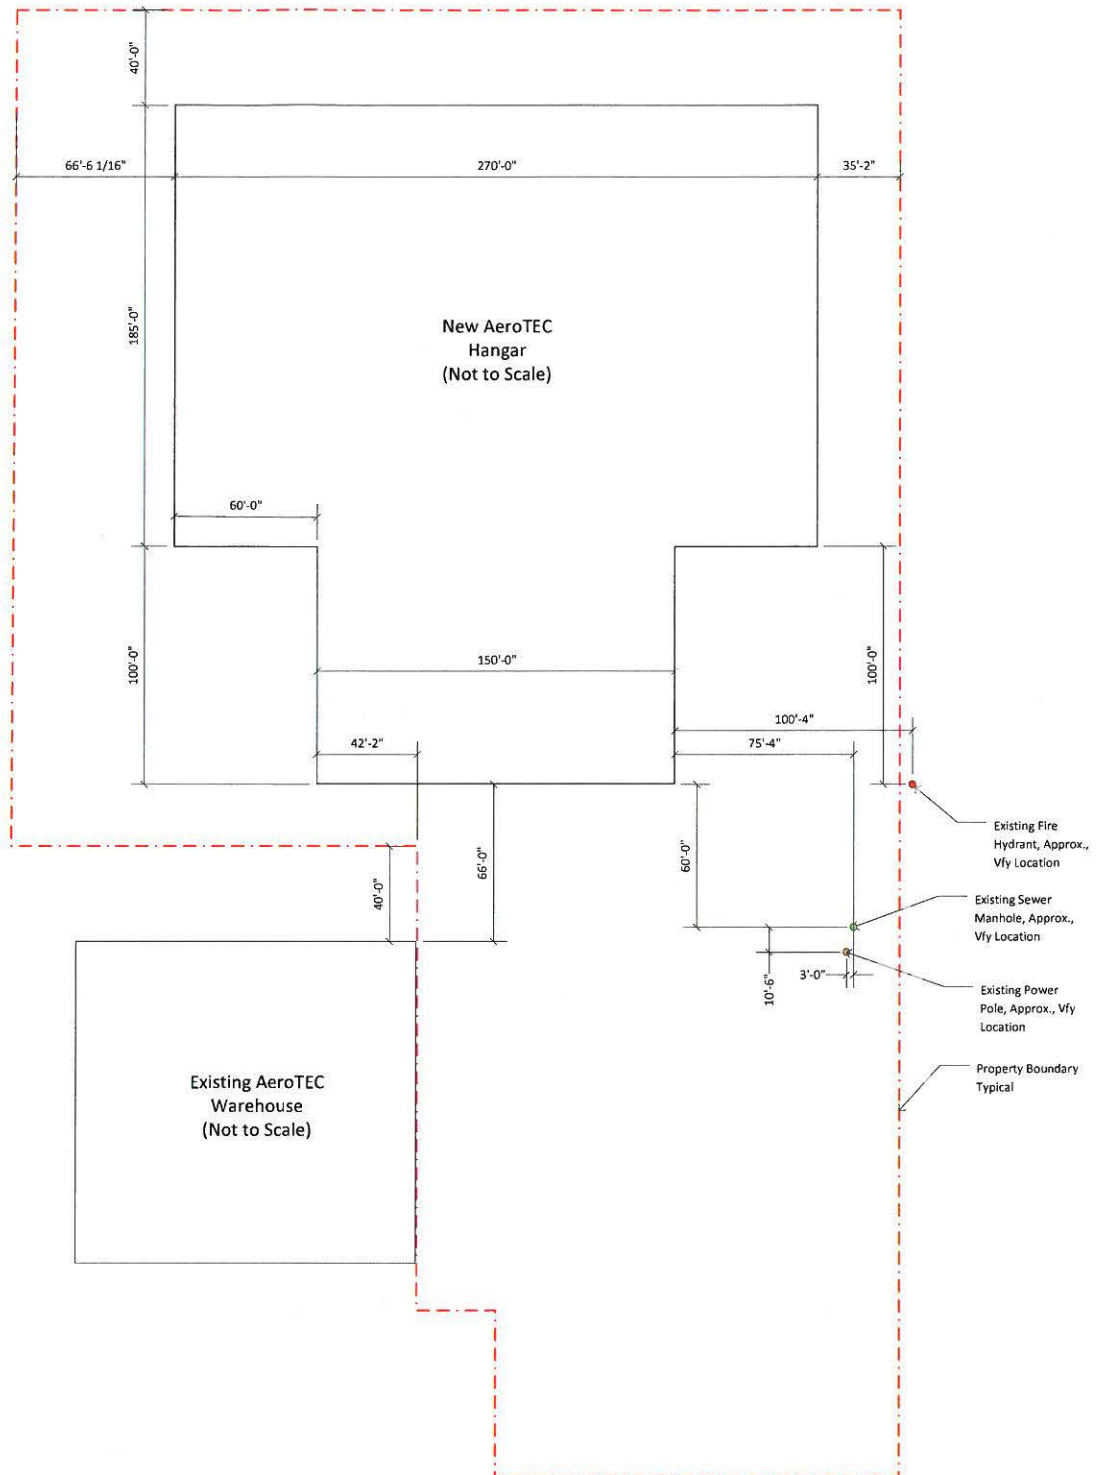 40'-0"
66'-6 1/16"
270'-0"
35'-2"
185'-0"
New AeroTEC
Hangar
(Not to Scale)
60'-0"
100'-0"
150'-0"
100'-0"
100'-4"
42'-2"
75'-4"
66'-0"
60'-0"
40'-0"
Existing Fire
Hydrant, Approx.,
Vfy Location
Existing Sewer
Manhole, Approx.,
Vfy Location
10'-6"
3'-0"
Existing Power
Pole, Approx., Vfy
Location
Property Boundary
Typical
Existing AeroTEC
Warehouse
(Not to Scale)